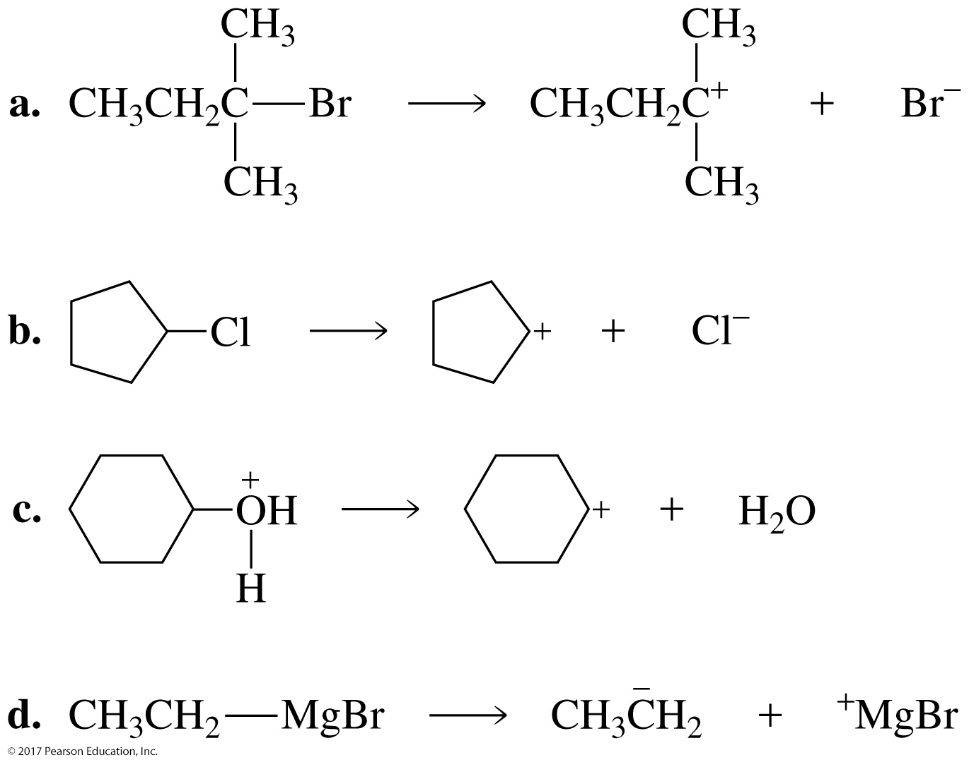 CH₃ CH₃
a. CH₃CH₂C—Br ⟶ CH₃CH₂C⁺ + Br⁻
CH₃ CH₃
b. Cl ⟶ + + Cl⁻
+
c. OH ⟶ + + H₂O
H
d. CH₃CH₂—MgBr ⟶ CH₃C̄H₂ + ⁺MgBr
© 2017 Pearson Education, Inc.